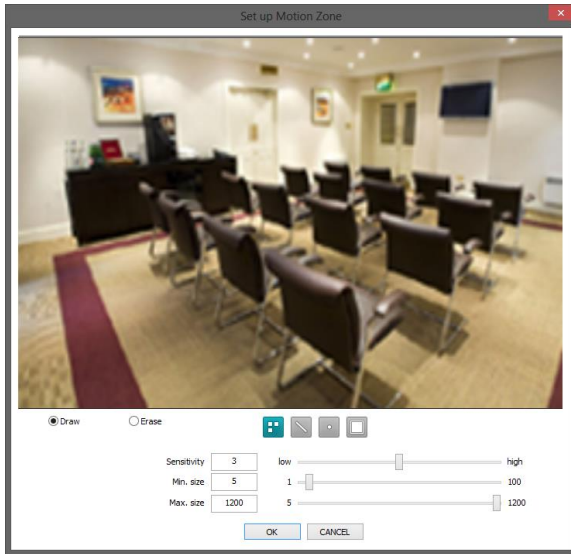 Set up Motion Zone
Draw Erase
Sensitivity 3 low high
Min. size 5 1 100
Max. size 1200 5 1200
OK CANCEL